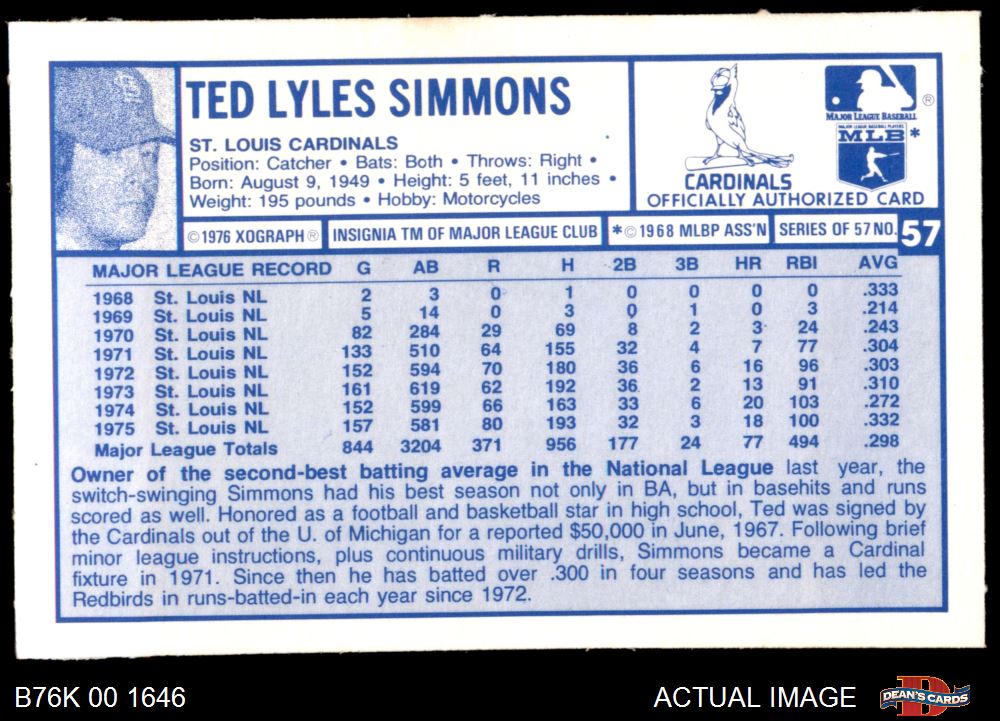 TED LYLES SIMMONS
ST. LOUIS CARDINALS
Position: Catcher • Bats: Both • Throws: Right •
Born: August 9, 1949 • Height: 5 feet, 11 inches •
Weight: 195 pounds • Hobby: Motorcycles
CARDINALS
OFFICIALLY AUTHORIZED CARD
®
MAJOR LEAGUE BASEBALL
MAJOR LEAGUE BASEBALL PLAYERS
MLB *
© 1976 XOGRAPH ® INSIGNIA TM OF MAJOR LEAGUE CLUB *© 1968 MLBP ASS'N SERIES OF 57 NO. 57
MAJOR LEAGUE RECORD G AB R H 2B 3B HR RBI AVG
1968 St. Louis NL 2 3 0 1 0 0 0 0 .333
1969 St. Louis NL 5 14 0 3 0 1 0 3 .214
1970 St. Louis NL 82 284 29 69 8 2 3 24 .243
1971 St. Louis NL 133 510 64 155 32 4 7 77 .304
1972 St. Louis NL 152 594 70 180 36 6 16 96 .303
1973 St. Louis NL 161 619 62 192 36 2 13 91 .310
1974 St. Louis NL 152 599 66 163 33 6 20 103 .272
1975 St. Louis NL 157 581 80 193 32 3 18 100 .332
Major League Totals 844 3204 371 956 177 24 77 494 .298
Owner of the second-best batting average in the National League last year, the
switch-swinging Simmons had his best season not only in BA, but in basehits and runs
scored as well. Honored as a football and basketball star in high school, Ted was signed by
the Cardinals out of the U. of Michigan for a reported $50,000 in June, 1967. Following brief
minor league instructions, plus continuous military drills, Simmons became a Cardinal
fixture in 1971. Since then he has batted over .300 in four seasons and has led the
Redbirds in runs-batted-in each year since 1972.
B76K 00 1646
ACTUAL IMAGE
DEAN'S CARDS